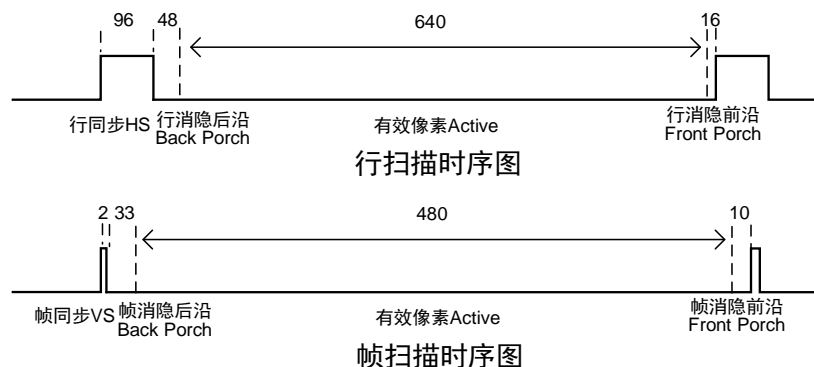 96 48 640 16
行同步HS 行消隐后沿 有效像素Active 行消隐前沿
Back Porch Front Porch
行扫描时序图
2 33 480 10
帧同步VS 帧消隐后沿 有效像素Active 帧消隐前沿
Back Porch Front Porch
帧扫描时序图